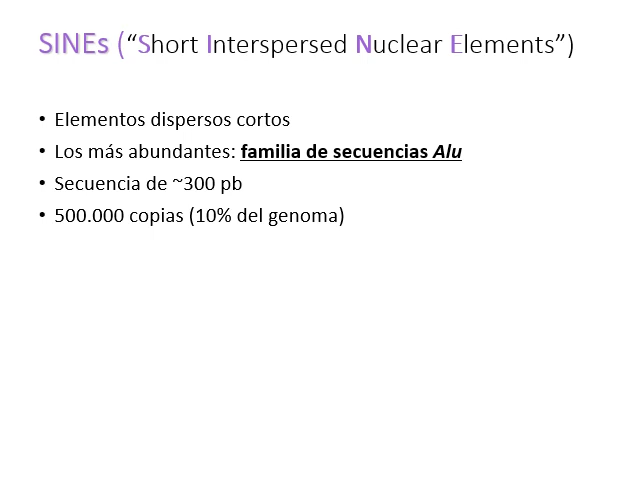 SINEs (“Short Interspersed Nuclear Elements”)
• Elementos dispersos cortos
• Los más abundantes: familia de secuencias Alu
• Secuencia de ~300 pb
• 500.000 copias (10% del genoma)